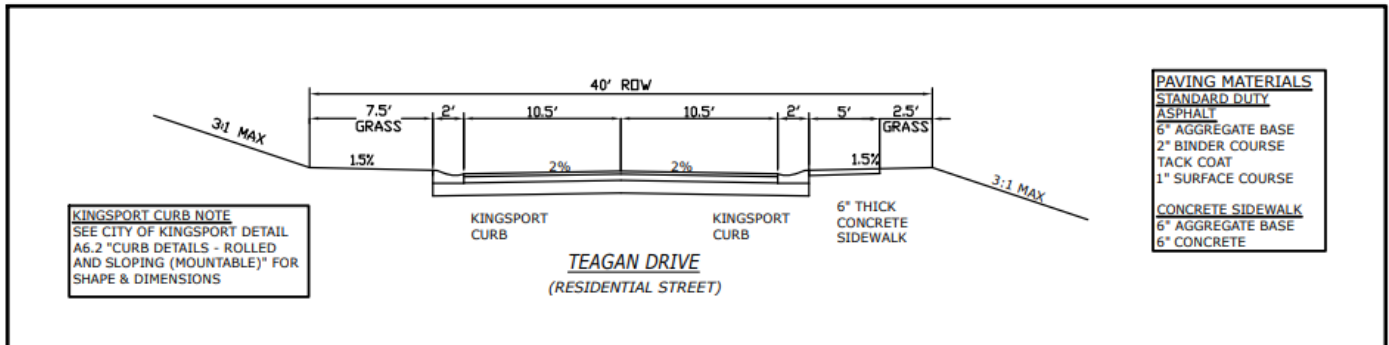 40' ROW
7.5'
GRASS
2'
10.5'
10.5'
2'
5'
2.5'
GRASS
3:1 MAX
1.5%
2%
2%
1.5%
3:1 MAX
KINGSPORT
CURB
KINGSPORT
CURB
6" THICK
CONCRETE
SIDEWALK
TEAGAN DRIVE
(RESIDENTIAL STREET)
KINGSPORT CURB NOTE
SEE CITY OF KINGSPORT DETAIL
A6.2 "CURB DETAILS - ROLLED
AND SLOPING (MOUNTABLE)" FOR
SHAPE & DIMENSIONS
PAVING MATERIALS
STANDARD DUTY
ASPHALT
6" AGGREGATE BASE
2" BINDER COURSE
TACK COAT
1" SURFACE COURSE
CONCRETE SIDEWALK
6" AGGREGATE BASE
6" CONCRETE